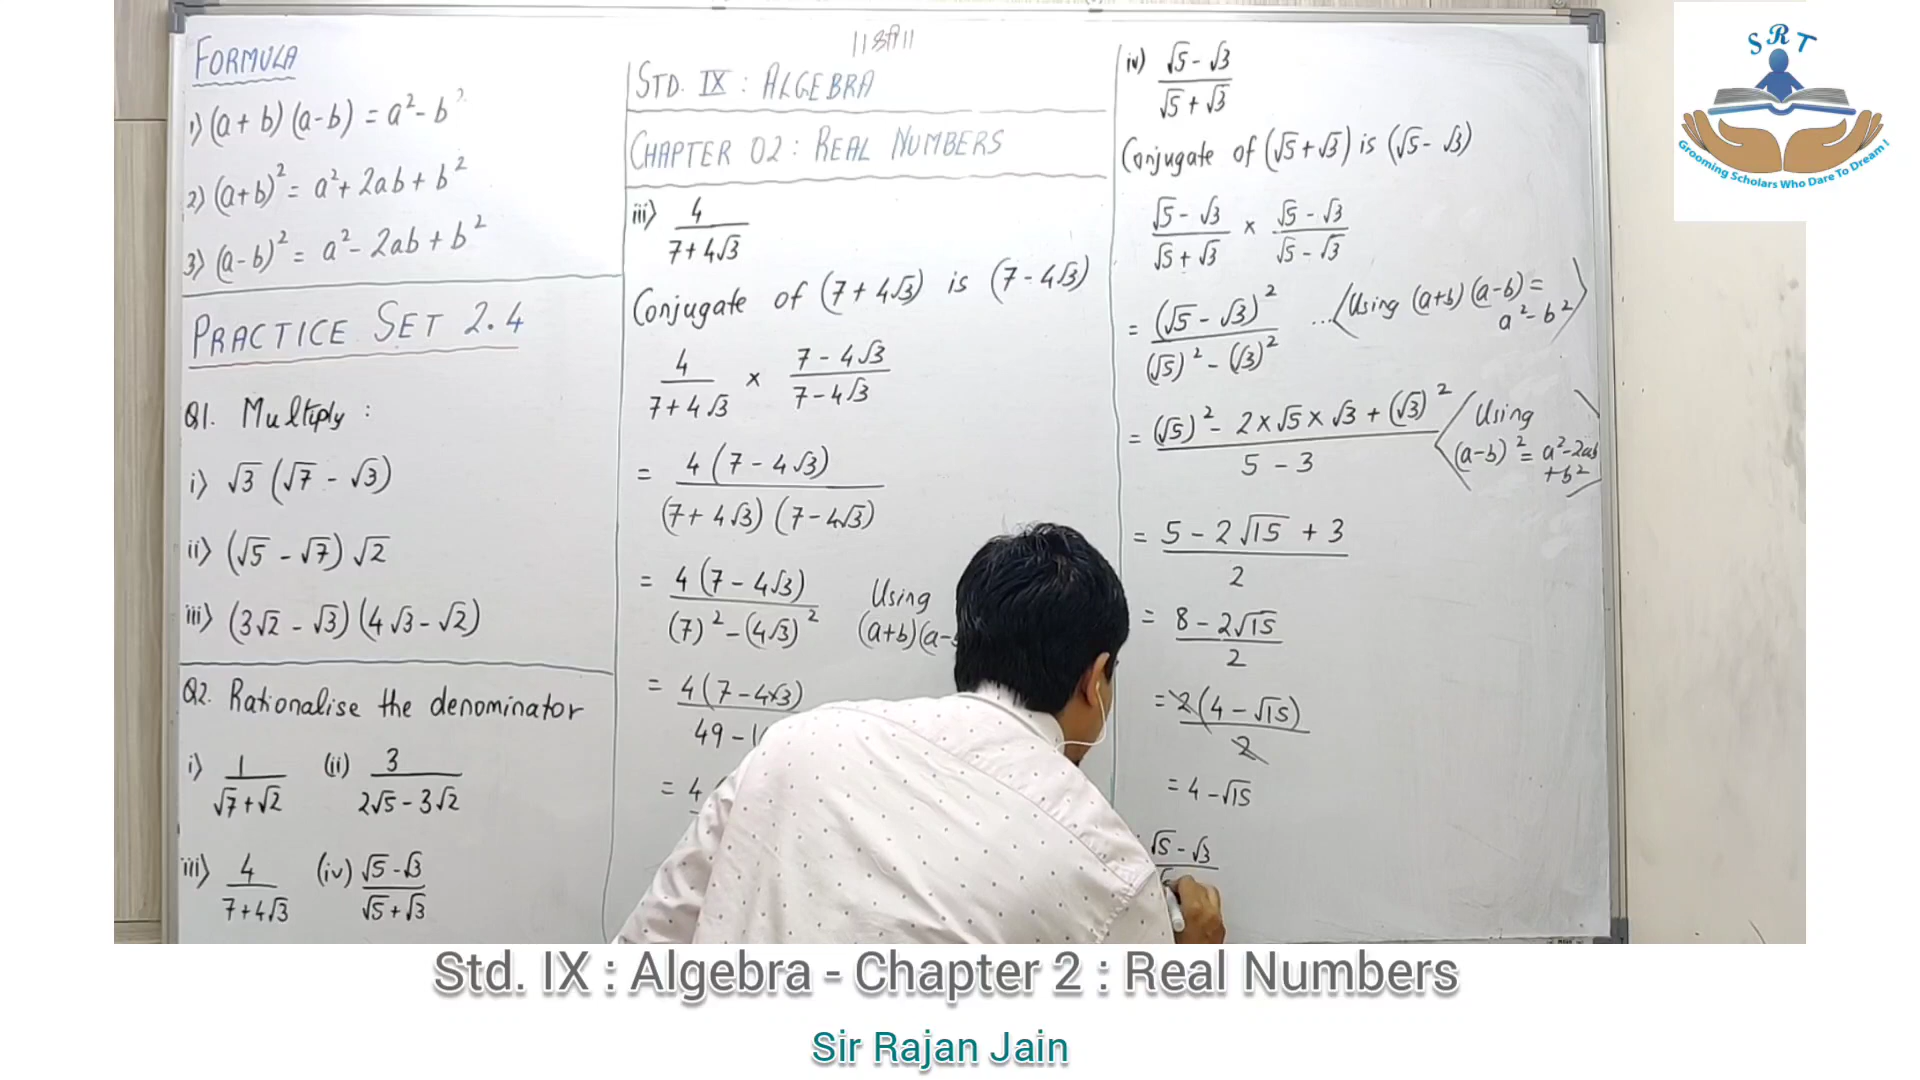 FORMULA
1) (a + b) (a - b) = a² - b²
2) (a + b)² = a² + 2ab + b²
3) (a - b)² = a² - 2ab + b²
PRACTICE SET 2.4
Q1. Multiply :
i) √3 (√7 - √3)
ii) (√5 - √7) √2
iii) (3√2 - √3) (4√3 - √2)
Q2. Rationalise the denominator
i) 1/(√7 + √2) (ii) 3/(2√5 - 3√2)
iii) 4/(7 + 4√3) (iv) (√5 - √3)/(√5 + √3)
STD. IX : ALGEBRA
CHAPTER 02 : REAL NUMBERS
iii) 4/(7 + 4√3)
Conjugate of (7 + 4√3) is (7 - 4√3)
4/(7 + 4√3) × (7 - 4√3)/(7 - 4√3)
= 4 (7 - 4√3)/(7 + 4√3) (7 - 4√3)
= 4 (7 - 4√3)/(7)² - (4√3)² Using
(a+b)(a-
= 4 (7 - 4√3)
49 -
= 4
iv) (√5 - √3)/(√5 + √3)
Conjugate of (√5 + √3) is (√5 - √3)
(√5 - √3)/(√5 + √3) × (√5 - √3)/(√5 - √3)
= (√5 - √3)²/(√5)² - (√3)² ... Using (a+b) (a-b) =
a² - b²
= (√5)² - 2 × √5 × √3 + (√3)²/5 - 3 Using
(a-b)² = a² - 2ab
+ b²
= 5 - 2√15 + 3/2
= 8 - 2√15/2
= 2 (4 - √15)/2
= 4 - √15
√5 - √3
SRT
Grooming Scholars Who Dare To Dream !
Std. IX : Algebra - Chapter 2 : Real Numbers
Sir Rajan Jain